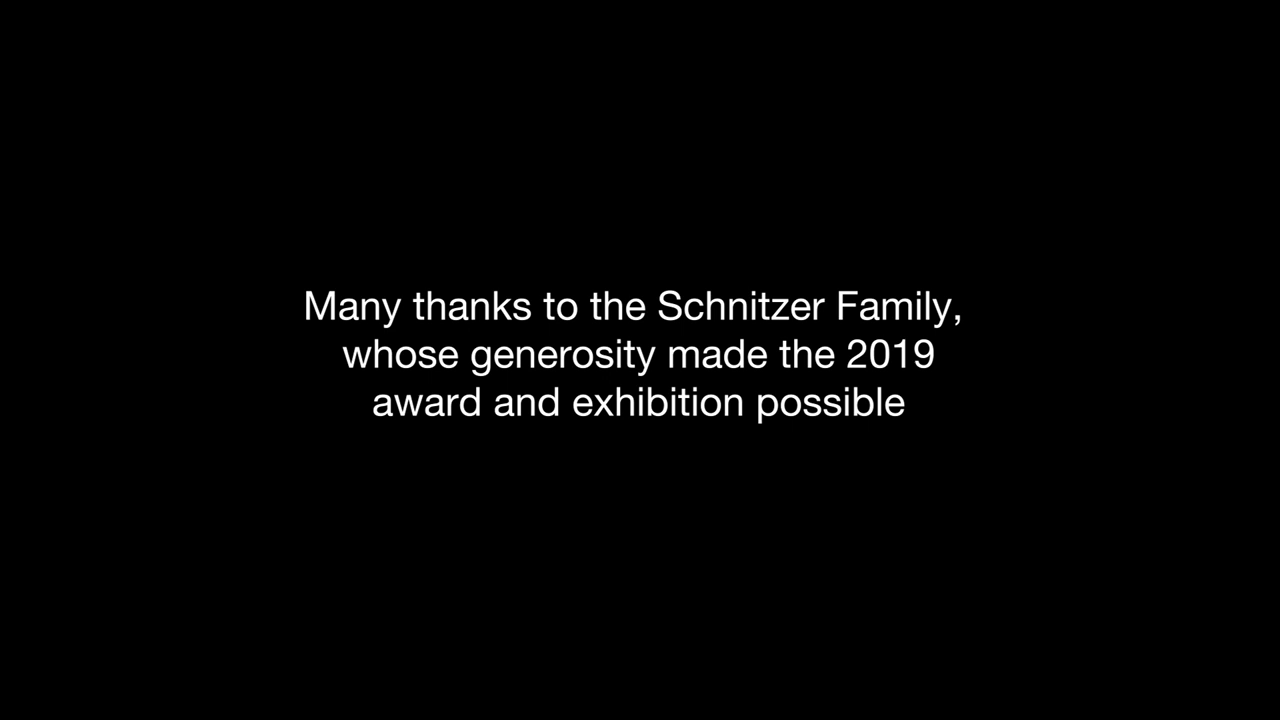 Many thanks to the Schnitzer Family,
whose generosity made the 2019
award and exhibition possible